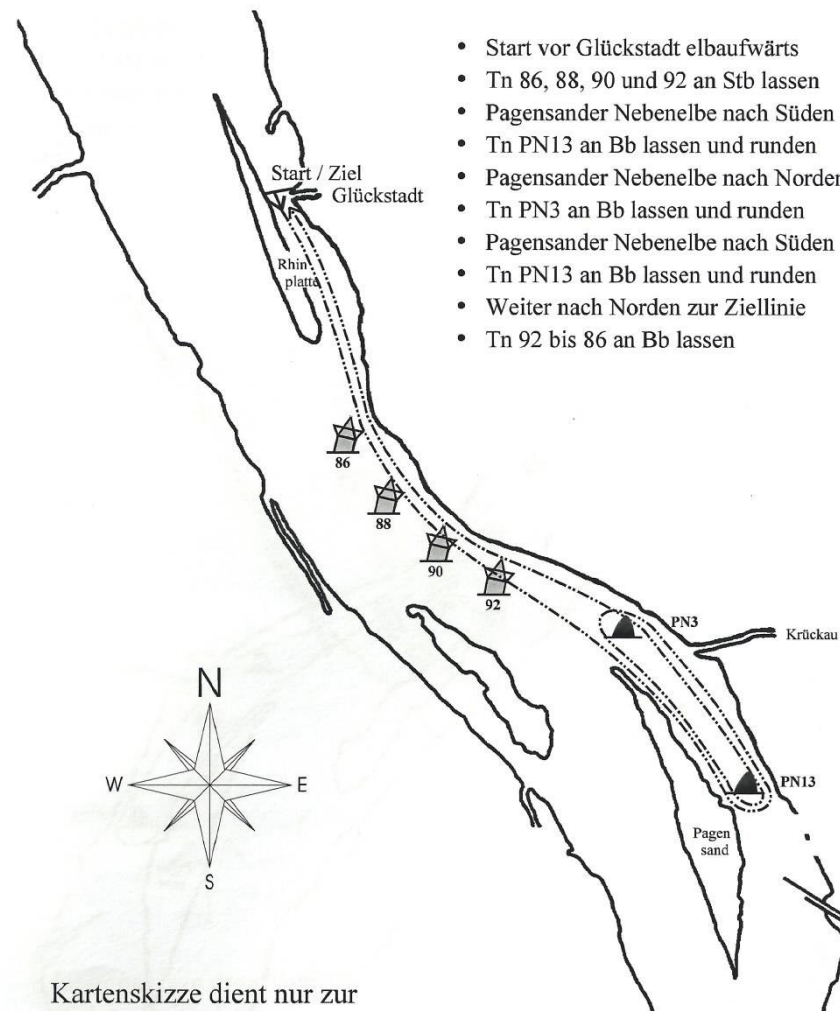 • Start vor Glückstadt elbaufwärts
• Tn 86, 88, 90 und 92 an Stb lassen
• Pagensander Nebenelbe nach Süden
• Tn PN13 an Bb lassen und runden
• Pagensander Nebenelbe nach Norden
• Tn PN3 an Bb lassen und runden
• Pagensander Nebenelbe nach Süden
• Tn PN13 an Bb lassen und runden
• Weiter nach Norden zur Ziellinie
• Tn 92 bis 86 an Bb lassen
Start / Ziel
Glückstadt
Rhin
platte
86
88
90
92
PN3
Krückau
PN13
Pagen
sand
N
W
E
S
Kartenskizze dient nur zur